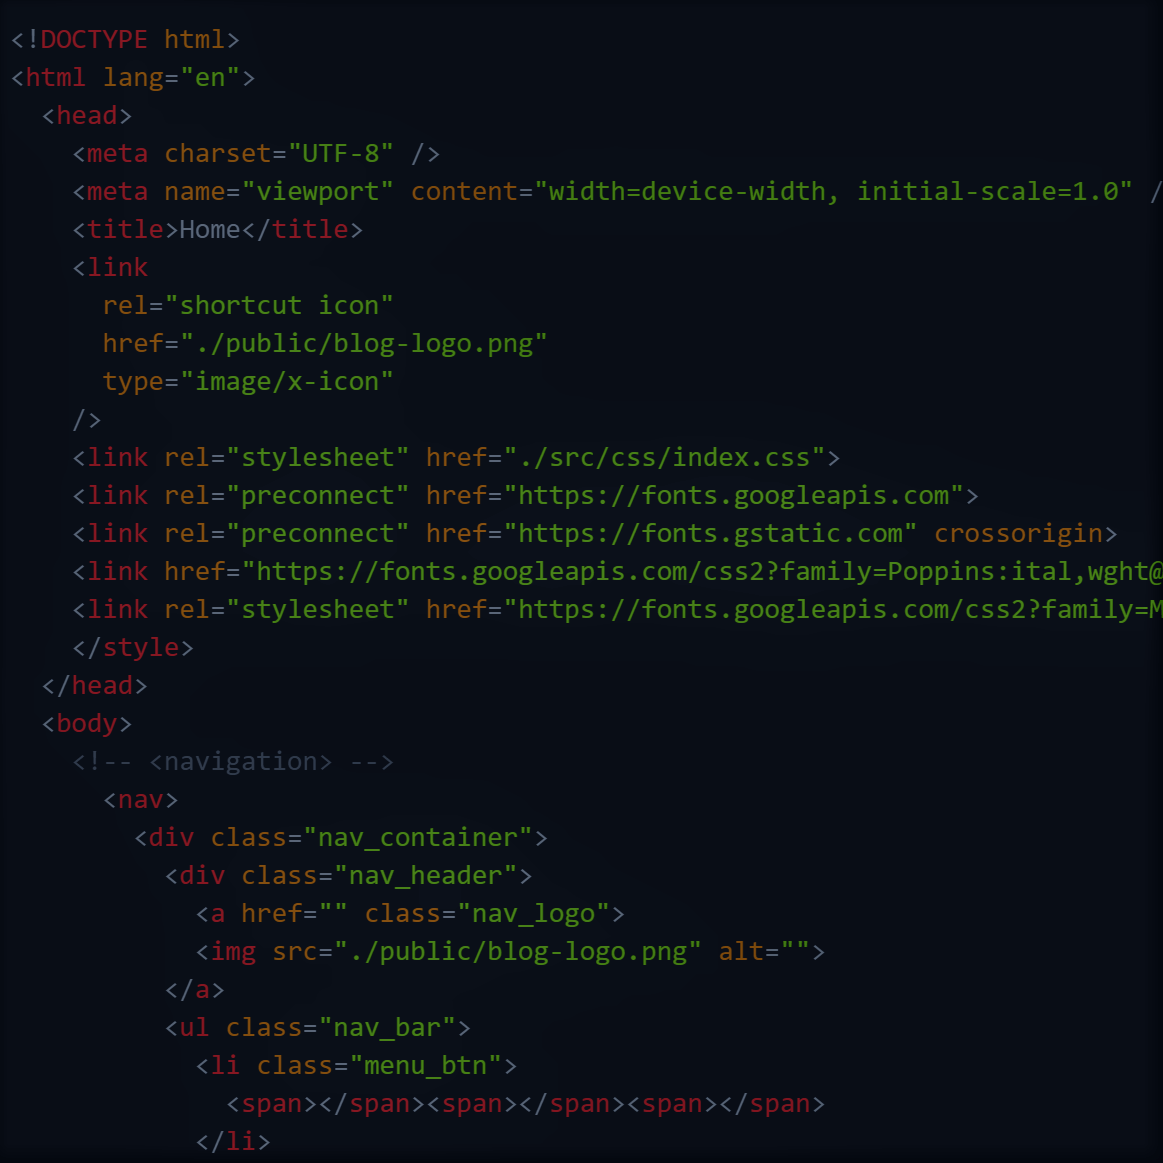 <!DOCTYPE html>
<html lang="en">
<head>
<meta charset="UTF-8" />
<meta name="viewport" content="width=device-width, initial-scale=1.0" /
<title>Home</title>
<link
rel="shortcut icon"
href="./public/blog-logo.png"
type="image/x-icon"
/>
<link rel="stylesheet" href="./src/css/index.css">
<link rel="preconnect" href="https://fonts.googleapis.com">
<link rel="preconnect" href="https://fonts.gstatic.com" crossorigin>
<link href="https://fonts.googleapis.com/css2?family=Poppins:ital,wght@
<link rel="stylesheet" href="https://fonts.googleapis.com/css2?family=M
</style>
</head>
<body>
<!-- <navigation> -->
<nav>
<div class="nav_container">
<div class="nav_header">
<a href="" class="nav_logo">
<img src="./public/blog-logo.png" alt="">
</a>
<ul class="nav_bar">
<li class="menu_btn">
<span></span><span></span><span></span>
</li>